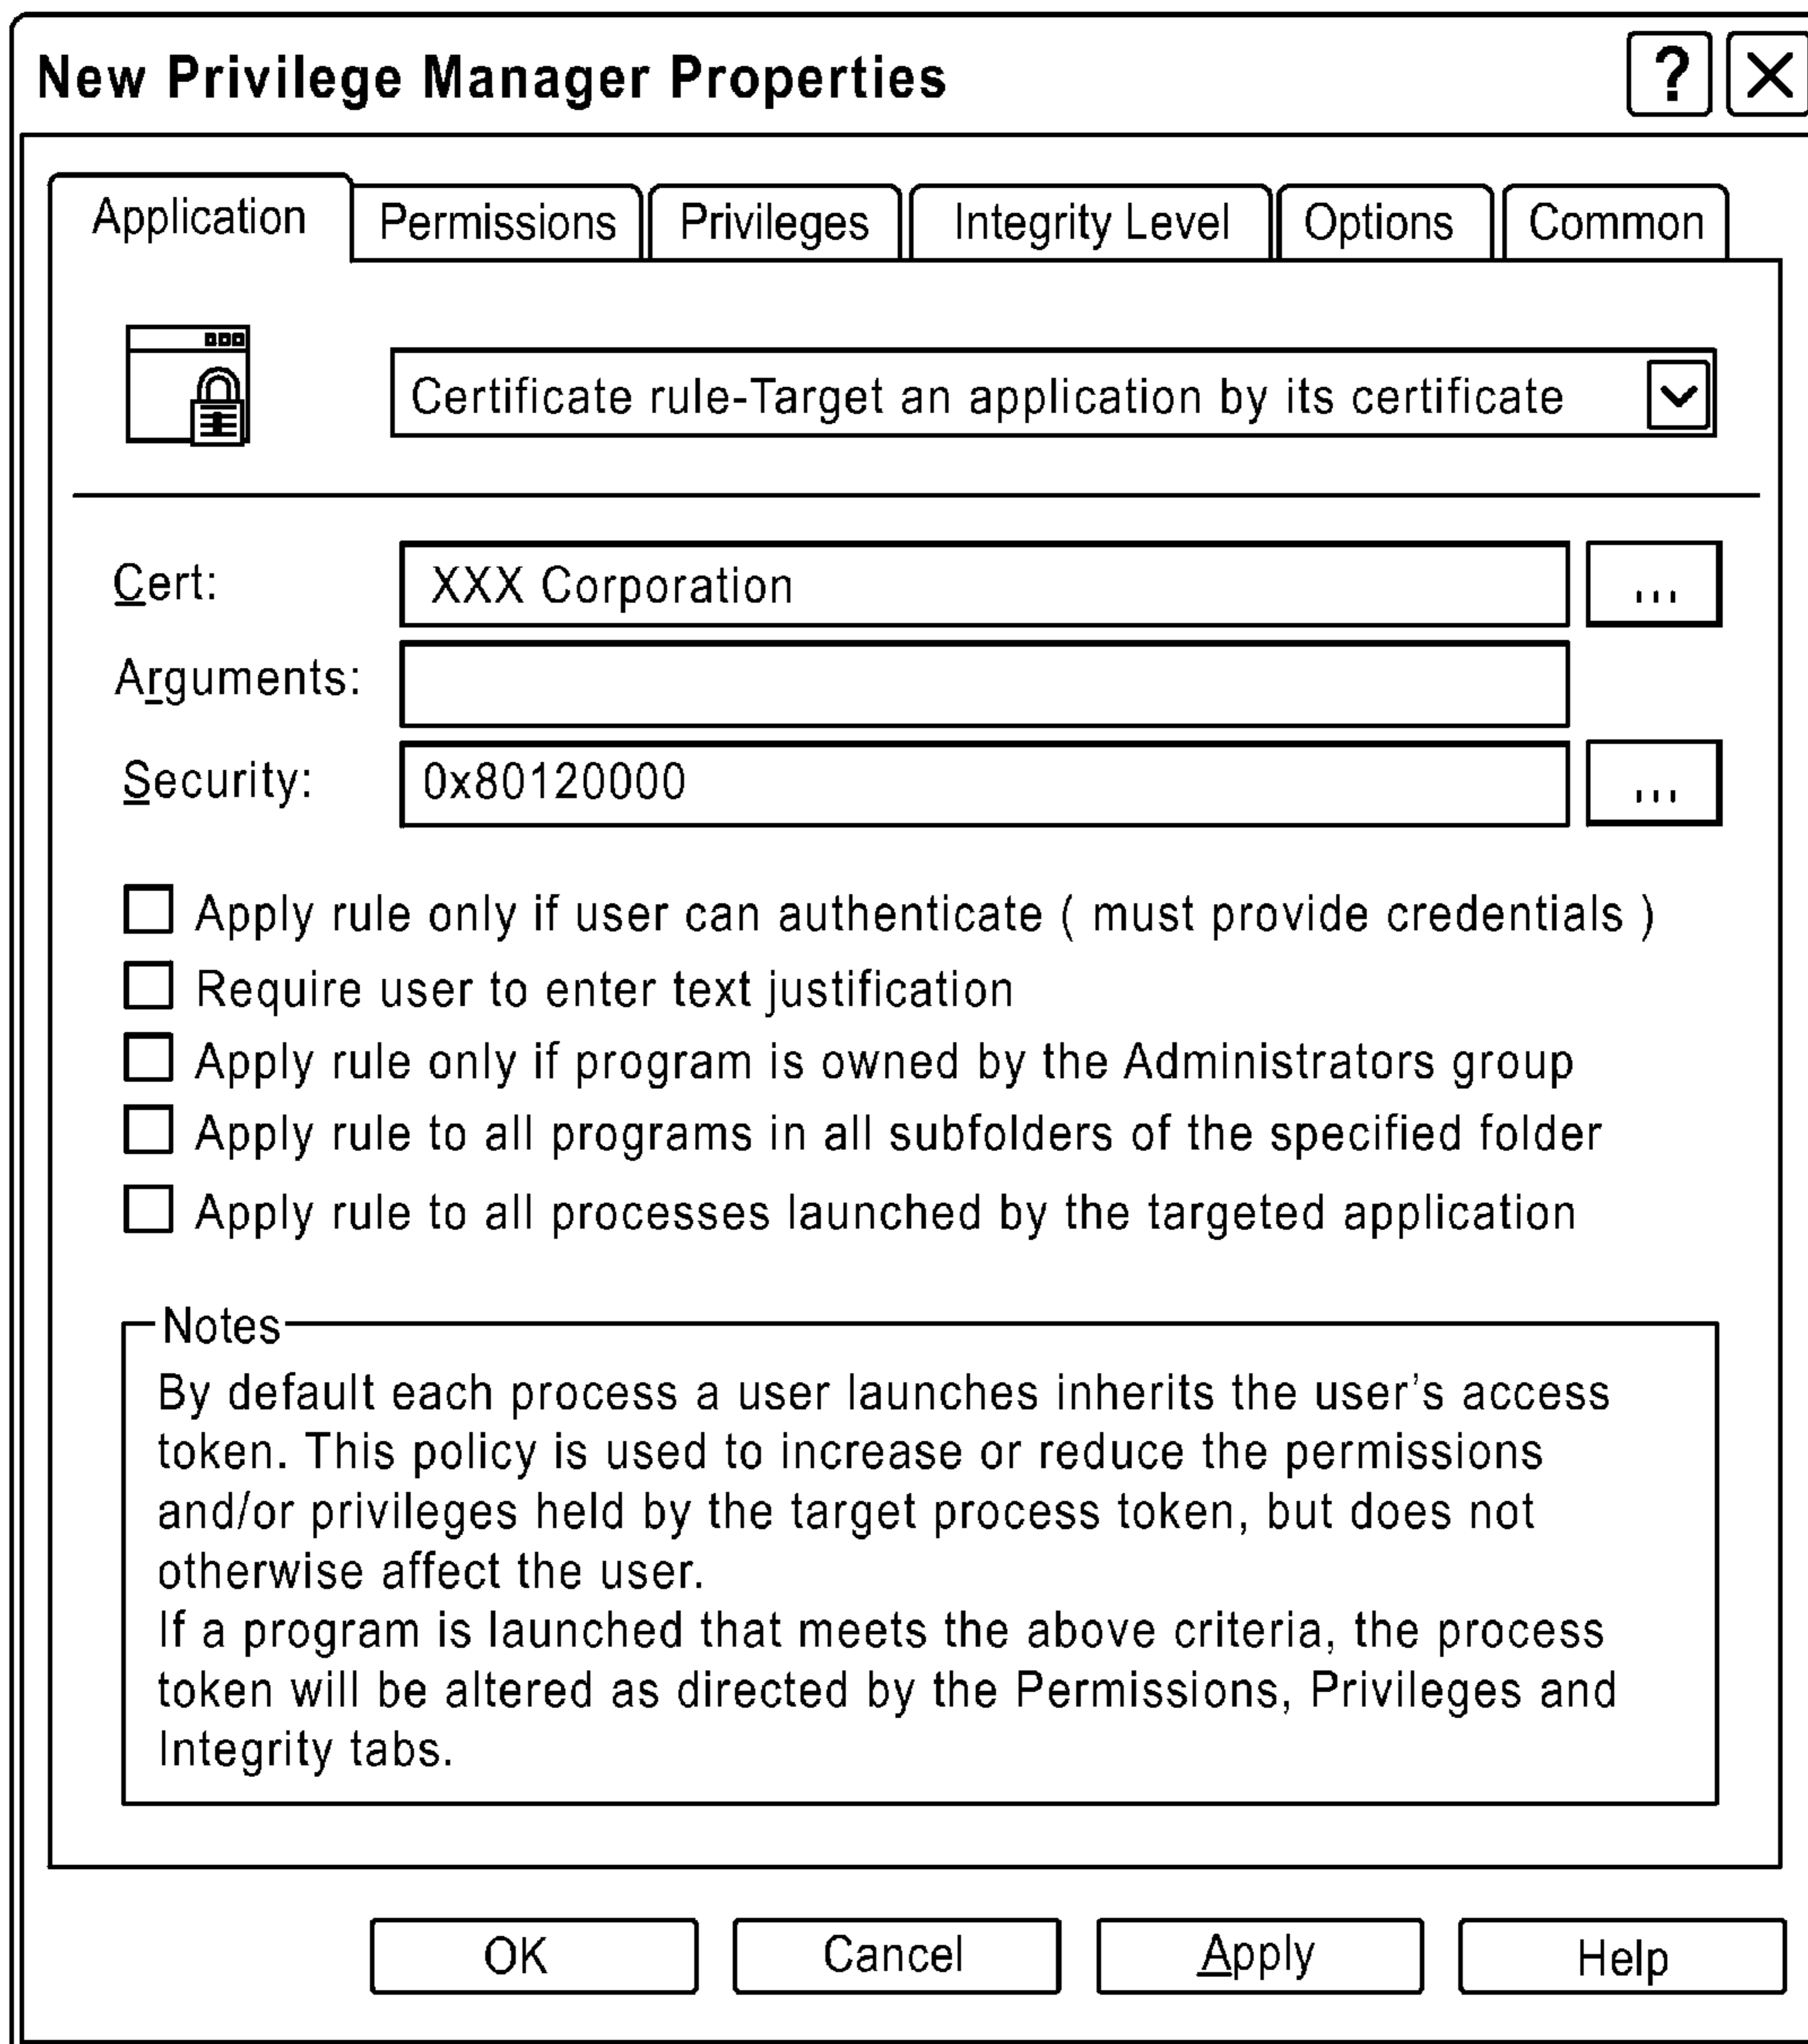 New Privilege Manager Properties ? X
Application Permissions Privileges Integrity Level Options Common
Certificate rule-Target an application by its certificate
Cert: XXX Corporation ...
Arguments:
Security: 0x80120000 ...
Apply rule only if user can authenticate ( must provide credentials )
Require user to enter text justification
Apply rule only if program is owned by the Administrators group
Apply rule to all programs in all subfolders of the specified folder
Apply rule to all processes launched by the targeted application
Notes
By default each process a user launches inherits the user's access
token. This policy is used to increase or reduce the permissions
and/or privileges held by the target process token, but does not
otherwise affect the user.
If a program is launched that meets the above criteria, the process
token will be altered as directed by the Permissions, Privileges and
Integrity tabs.
OK Cancel Apply Help